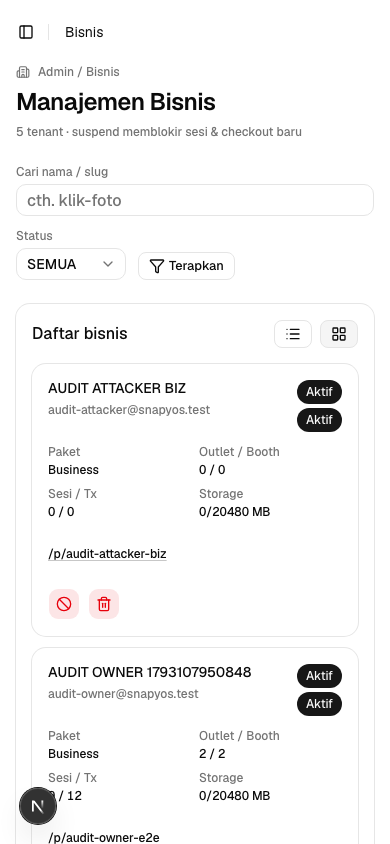 Bisnis
Admin / Bisnis
Manajemen Bisnis
5 tenant · suspend memblokir sesi & checkout baru
Cari nama / slug
cth. klik-foto
Status
SEMUA
Terapkan
Daftar bisnis
AUDIT ATTACKER BIZ
Aktif
audit-attacker@snapyos.test
Aktif
Paket
Outlet / Booth
Business
0 / 0
Sesi / Tx
Storage
0 / 0
0/20480 MB
/p/audit-attacker-biz
AUDIT OWNER 1793107950848
Aktif
audit-owner@snapyos.test
Aktif
Paket
Outlet / Booth
Business
2 / 2
Sesi / Tx
Storage
/ 12
0/20480 MB
N
/p/audit-owner-e2e